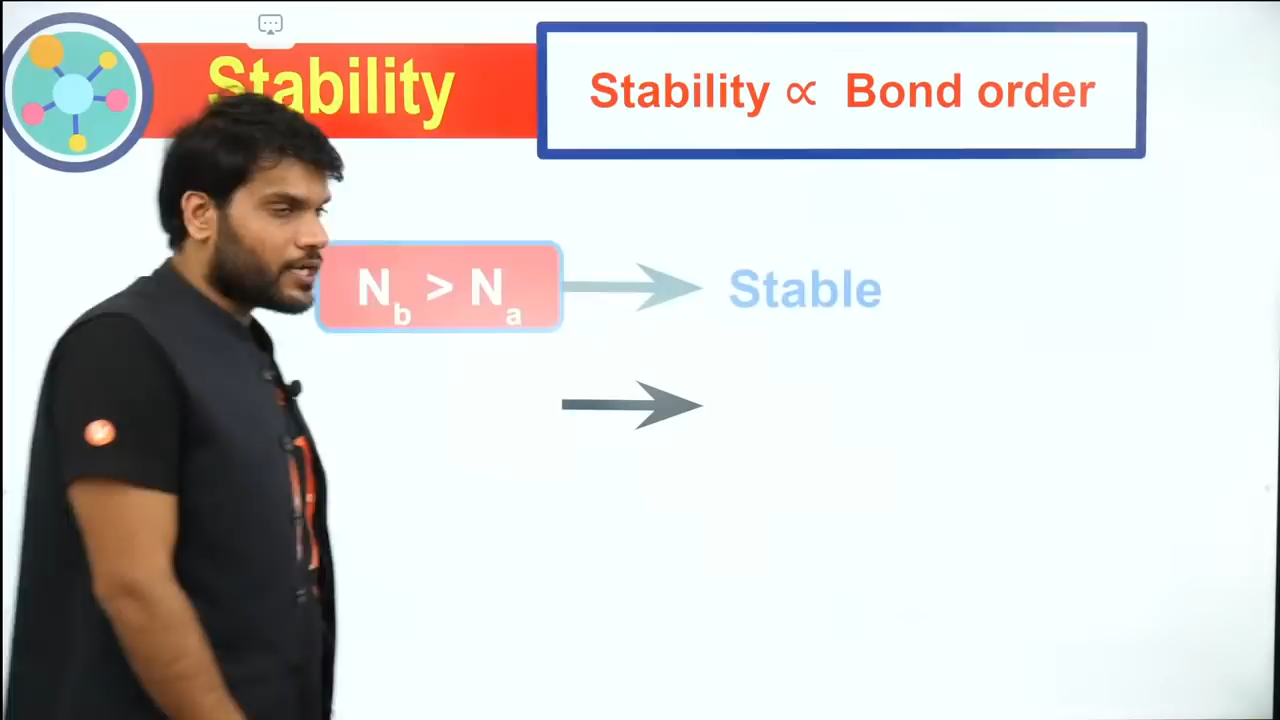 Stability
Stability ∝ Bond order
Nb > Na
Stable